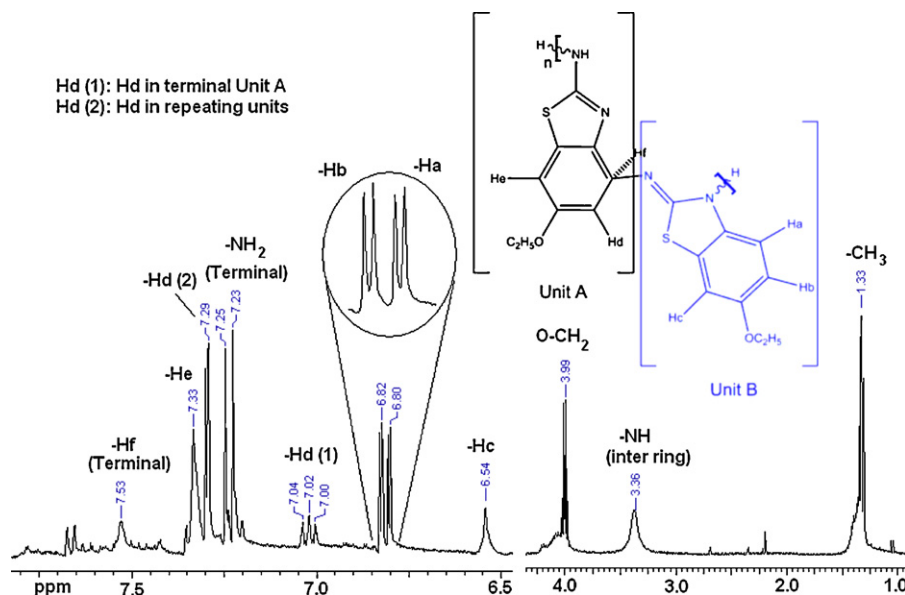 Hd (1): Hd in terminal Unit A
Hd (2): Hd in repeating units
H
n
NH
S
N
Hf
He
C₂H₅O
Hd
Unit A
N
N
H
S
Ha
Hb
Hc
OC₂H₅
Unit B
-Hb
-Ha
-NH₂
(Terminal)
-Hd (2)
7.29
7.25
7.23
-He
7.33
-Hf
(Terminal)
7.53
-Hd (1)
7.04
7.02
7.00
6.82
6.80
-Hc
6.54
O-CH₂
3.99
-NH
(inter ring)
3.36
-CH₃
1.33
ppm 7.5 7.0 6.5
4.0 3.0 2.0 1.0